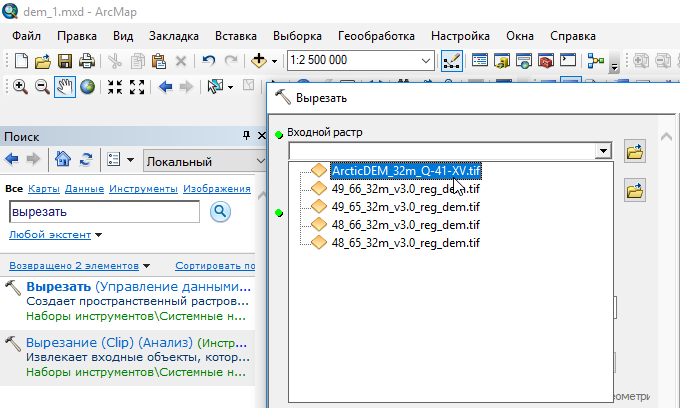 dem_1.mxd - ArcMap
Файл Правка Вид Закладка Вставка Выборка Геообработка Настройка Окна Справка
1:2 500 000
Вырезать
Входной растр
ArcticDEM_32m_Q-41-XV.tif
49_66_32m_v3.0_reg_dem.tif
49_65_32m_v3.0_reg_dem.tif
48_66_32m_v3.0_reg_dem.tif
48_65_32m_v3.0_reg_dem.tif
Поиск
Локальный
Все Карты Данные Инструменты Изображения
вырезать
Любой экстент
Возвращено 2 элементов Сортировать по
Вырезать (Управление данными...
Создает пространственный растров...
Наборы инструментов\Системные н...
Вырезание (Clip) (Анализ) (Инстр...
Извлекает входные объекты, котор...
Наборы инструментов\Системные н...
еометри